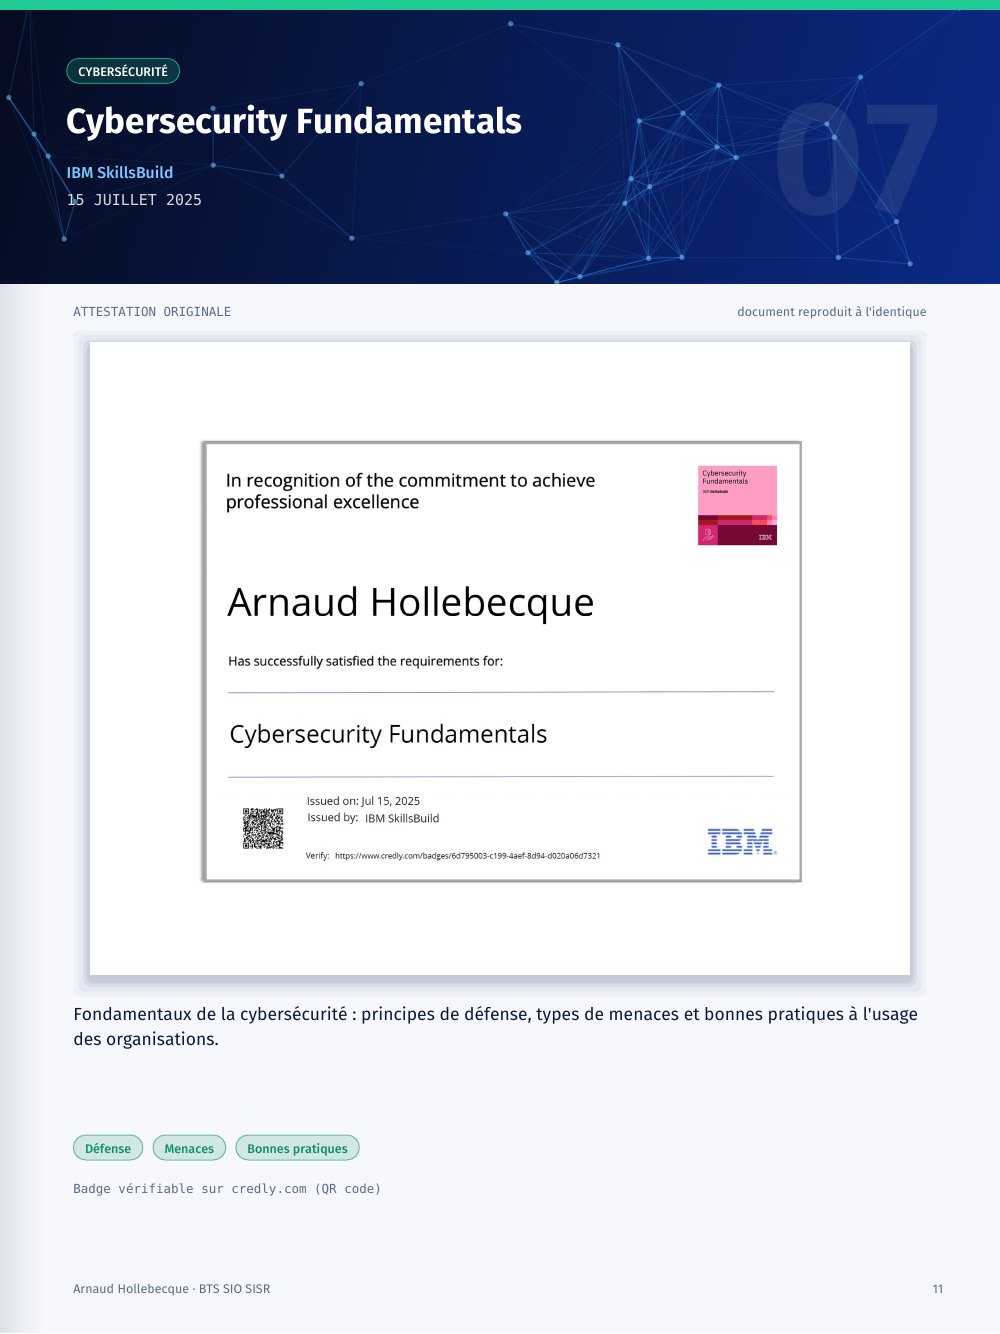 CYBERSÉCURITÉ
07
Cybersecurity Fundamentals
IBM SkillsBuild
15 JUILLET 2025
ATTESTATION ORIGINALE
document reproduit à l'identique
In recognition of the commitment to achieve
professional excellence
Cybersecurity
Fundamentals
IBM SkillsBuild
IBM
Arnaud Hollebecque
Has successfully satisfied the requirements for:
Cybersecurity Fundamentals
Issued on: Jul 15, 2025
Issued by: IBM SkillsBuild
Verify: https://www.credly.com/badges/6d795003-c199-4aef-8d94-d020a06d7321
IBM
Fondamentaux de la cybersécurité : principes de défense, types de menaces et bonnes pratiques à l'usage
des organisations.
Défense
Menaces
Bonnes pratiques
Badge vérifiable sur credly.com (QR code)
Arnaud Hollebecque · BTS SIO SISR
11